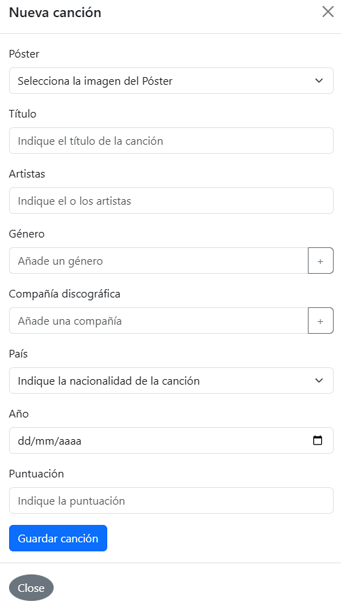 Nueva canción
Póster
Selecciona la imagen del Póster
Título
Indique el título de la canción
Artistas
Indique el o los artistas
Género
Añade un género
+
Compañía discográfica
Añade una compañía
+
País
Indique la nacionalidad de la canción
Año
dd/mm/aaaa
Puntuación
Indique la puntuación
Guardar canción
Close